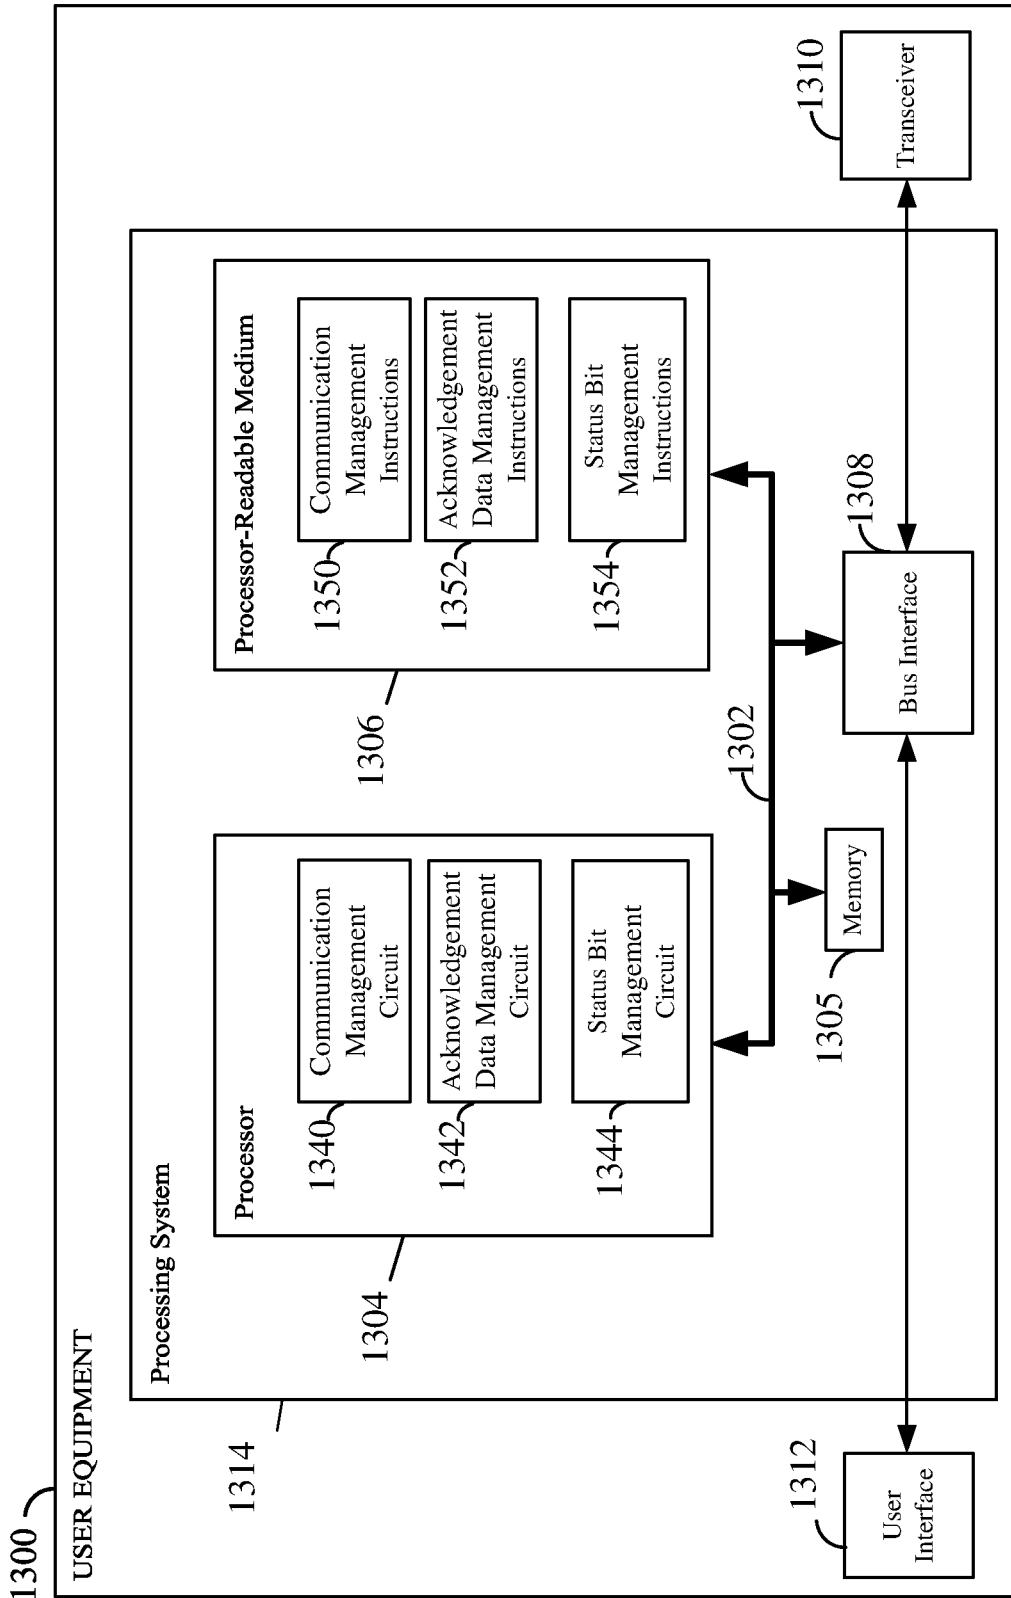 1300
USER EQUIPMENT
1314
Processing System
1304
Processor
1340
Communication
Management
Circuit
1342
Acknowledgement
Data Management
Circuit
1344
Status Bit
Management
Circuit
1306
Processor-Readable Medium
1350
Communication
Management
Instructions
1352
Acknowledgement
Data Management
Instructions
1354
Status Bit
Management
Instructions
1302
1305
Memory
1308
Bus Interface
1312
User
Interface
1310
Transceiver